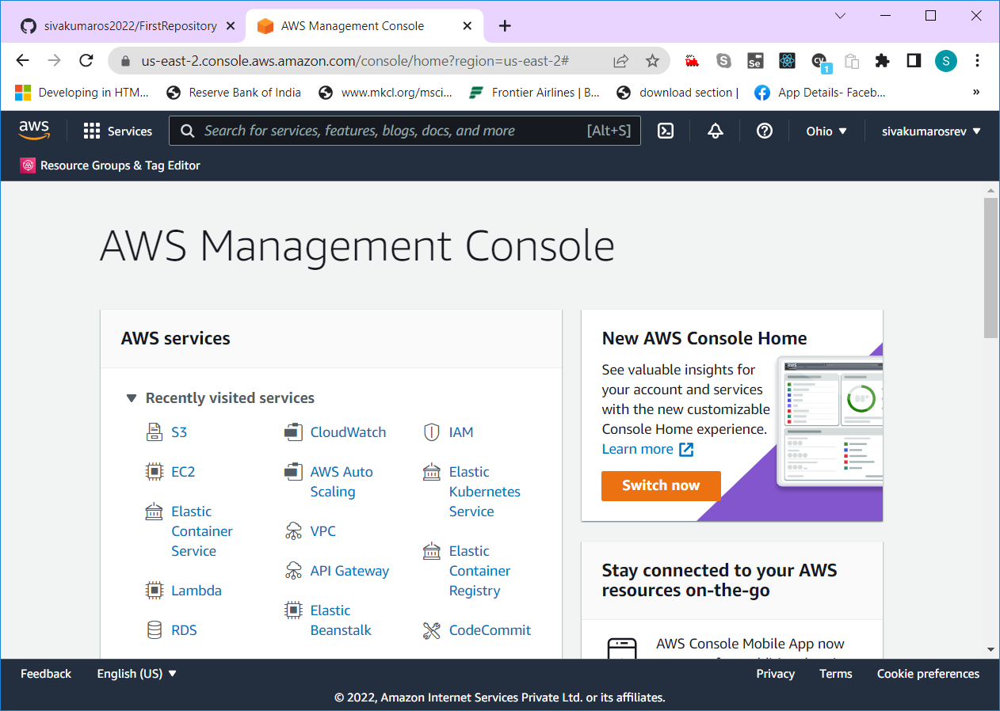 sivakumaros2022/FirstRepository
AWS Management Console
us-east-2.console.aws.amazon.com/console/home?region=us-east-2#
Se
cy
1
S
Developing in HTM...
Reserve Bank of India
www.mkcl.org/msci...
Frontier Airlines | B...
download section |
App Details- Faceb...
»
aws
Services
Search for services, features, blogs, docs, and more
[Alt+S]
Ohio
sivakumarosrev
Resource Groups & Tag Editor
AWS Management Console
AWS services
Recently visited services
S3
EC2
Elastic
Container
Service
Lambda
RDS
CloudWatch
AWS Auto
Scaling
VPC
API Gateway
Elastic
Beanstalk
IAM
Elastic
Kubernetes
Service
Elastic
Container
Registry
CodeCommit
New AWS Console Home
See valuable insights for
your account and services
with the new customizable
Console Home experience.
Learn more
Switch now
aws
Stay connected to your AWS
resources on-the-go
AWS Console Mobile App now
Feedback
English (US)
Privacy
Terms
Cookie preferences
© 2022, Amazon Internet Services Private Ltd. or its affiliates.